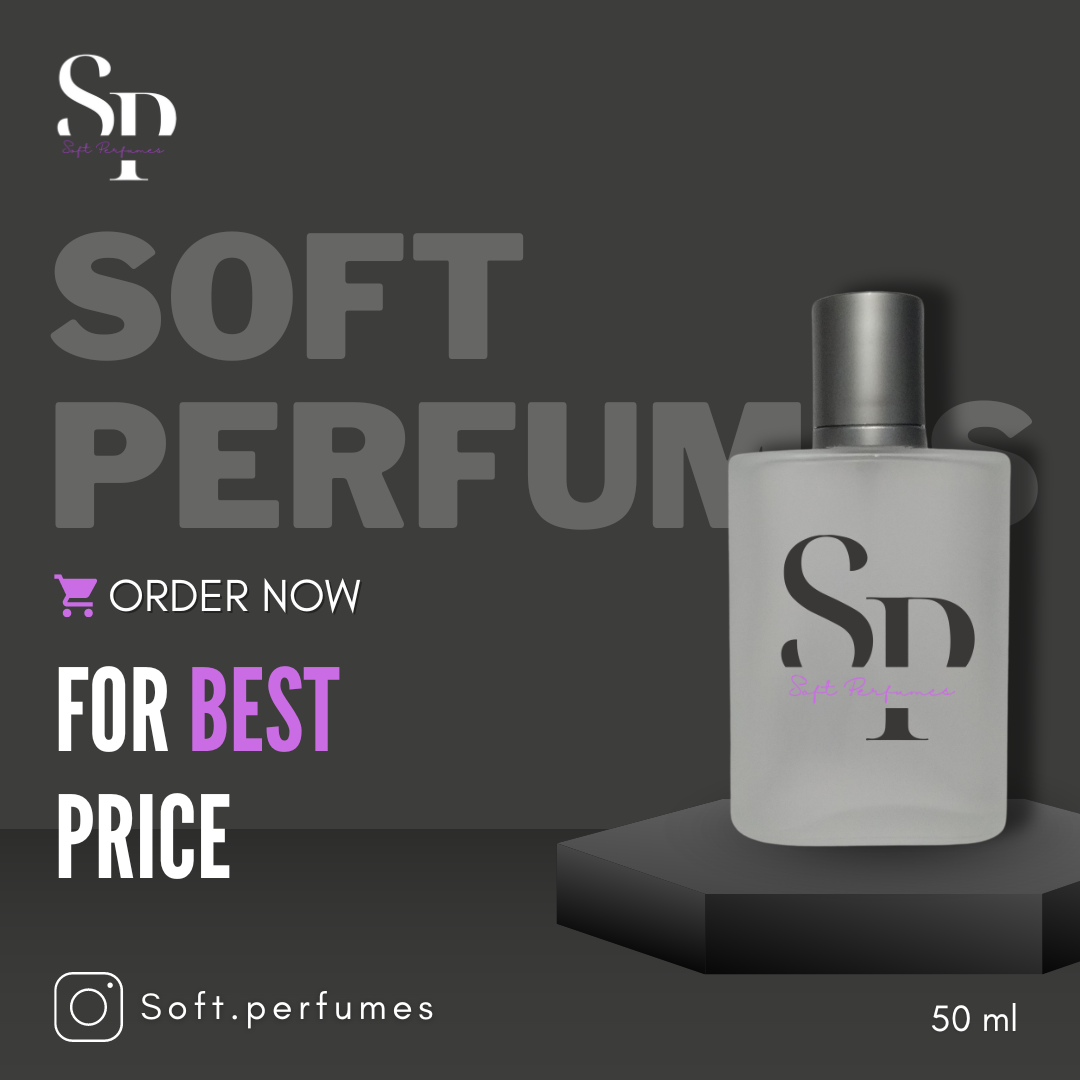 SP
Soft Perfumes
SOFT
PERFUMES
ORDER NOW
FOR BEST
PRICE
SP
Soft Perfumes
Soft.perfumes
50 ml